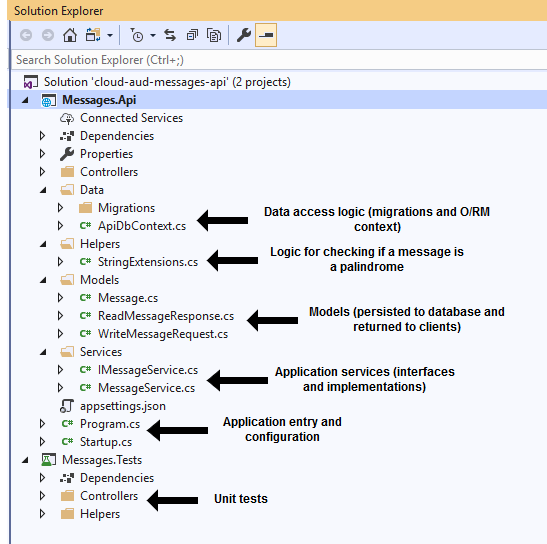 Solution Explorer
Search Solution Explorer (Ctrl+;)
Solution 'cloud-aud-messages-api' (2 projects)
Messages.Api
Connected Services
Dependencies
Properties
Controllers
Data
Migrations
ApiDbContext.cs
Data access logic (migrations and O/RM
context)
Helpers
StringExtensions.cs
Logic for checking if a message is
a palindrome
Models
Message.cs
ReadMessageResponse.cs
WriteMessageRequest.cs
Models (persisted to database and
returned to clients)
Services
IMessageService.cs
MessageService.cs
Application services (interfaces
and implementations)
appsettings.json
Program.cs
Startup.cs
Application entry and
configuration
Messages.Tests
Dependencies
Controllers
Helpers
Unit tests